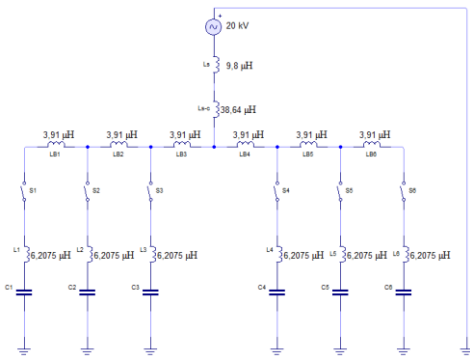 +
20 kV
Ls 9,8 µH
Ls-c 38,64 µH
3,91 µH 3,91 µH 3,91 µH 3,91 µH 3,91 µH 3,91 µH
LB1 LB2 LB3 LB4 LB5 LB6
S1 S2 S3 S4 S5 S6
L1 6,2075 µH L2 6,2075 µH L3 6,2075 µH L4 6,2075 µH L5 6,2075 µH L6 6,2075 µH
C1 C2 C3 C4 C5 C6